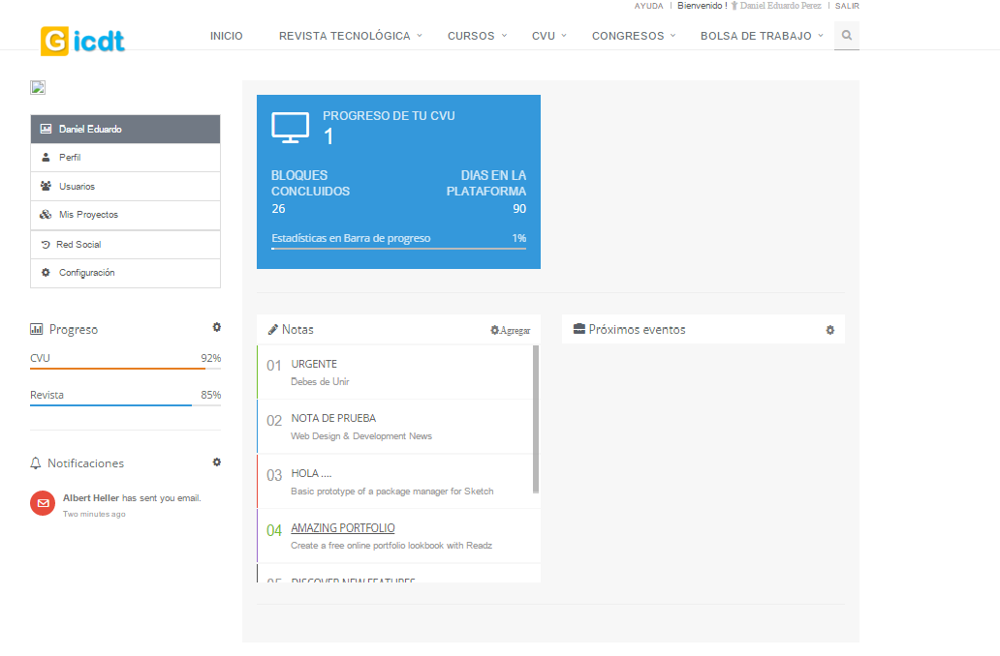 AYUDA | Bienvenido ! Daniel Eduardo Perez | SALIR
Gicdt
INICIO REVISTA TECNOLÓGICA CURSOS CVU CONGRESOS BOLSA DE TRABAJO
Daniel Eduardo
Perfil
Usuarios
Mis Proyectos
Red Social
Configuración
Progreso
CVU 92%
Revista 85%
Notificaciones
Albert Heller has sent you email.
Two minutes ago
PROGRESO DE TU CVU
1
BLOQUES CONCLUIDOS
26
DIAS EN LA PLATAFORMA
90
Estadísticas en Barra de progreso 1%
Notas Agregar
01 URGENTE
Debes de Unir
02 NOTA DE PRUEBA
Web Design & Development News
03 HOLA ....
Basic prototype of a package manager for Sketch
04 AMAZING PORTFOLIO
Create a free online portfolio lookbook with Readz
05 DISCOVER NEW FEATURES
Próximos eventos